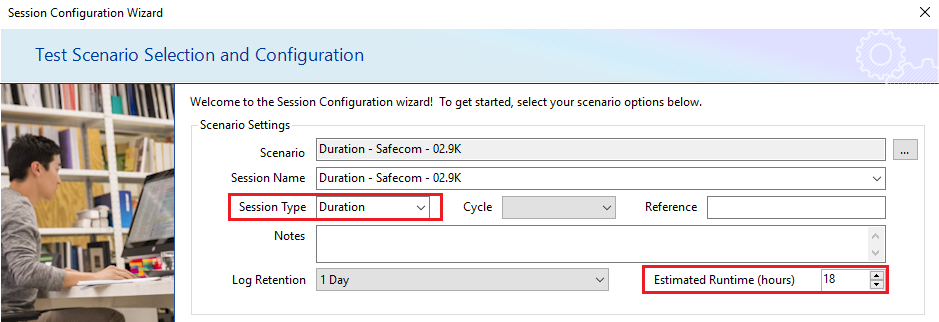 Session Configuration Wizard
Test Scenario Selection and Configuration
Welcome to the Session Configuration wizard!  To get started, select your scenario options below.
Scenario Settings
Scenario Duration - Safecom - 02.9K ...
Session Name Duration - Safecom - 02.9K
Session Type Duration Cycle Reference
Notes
Log Retention 1 Day Estimated Runtime (hours) 18